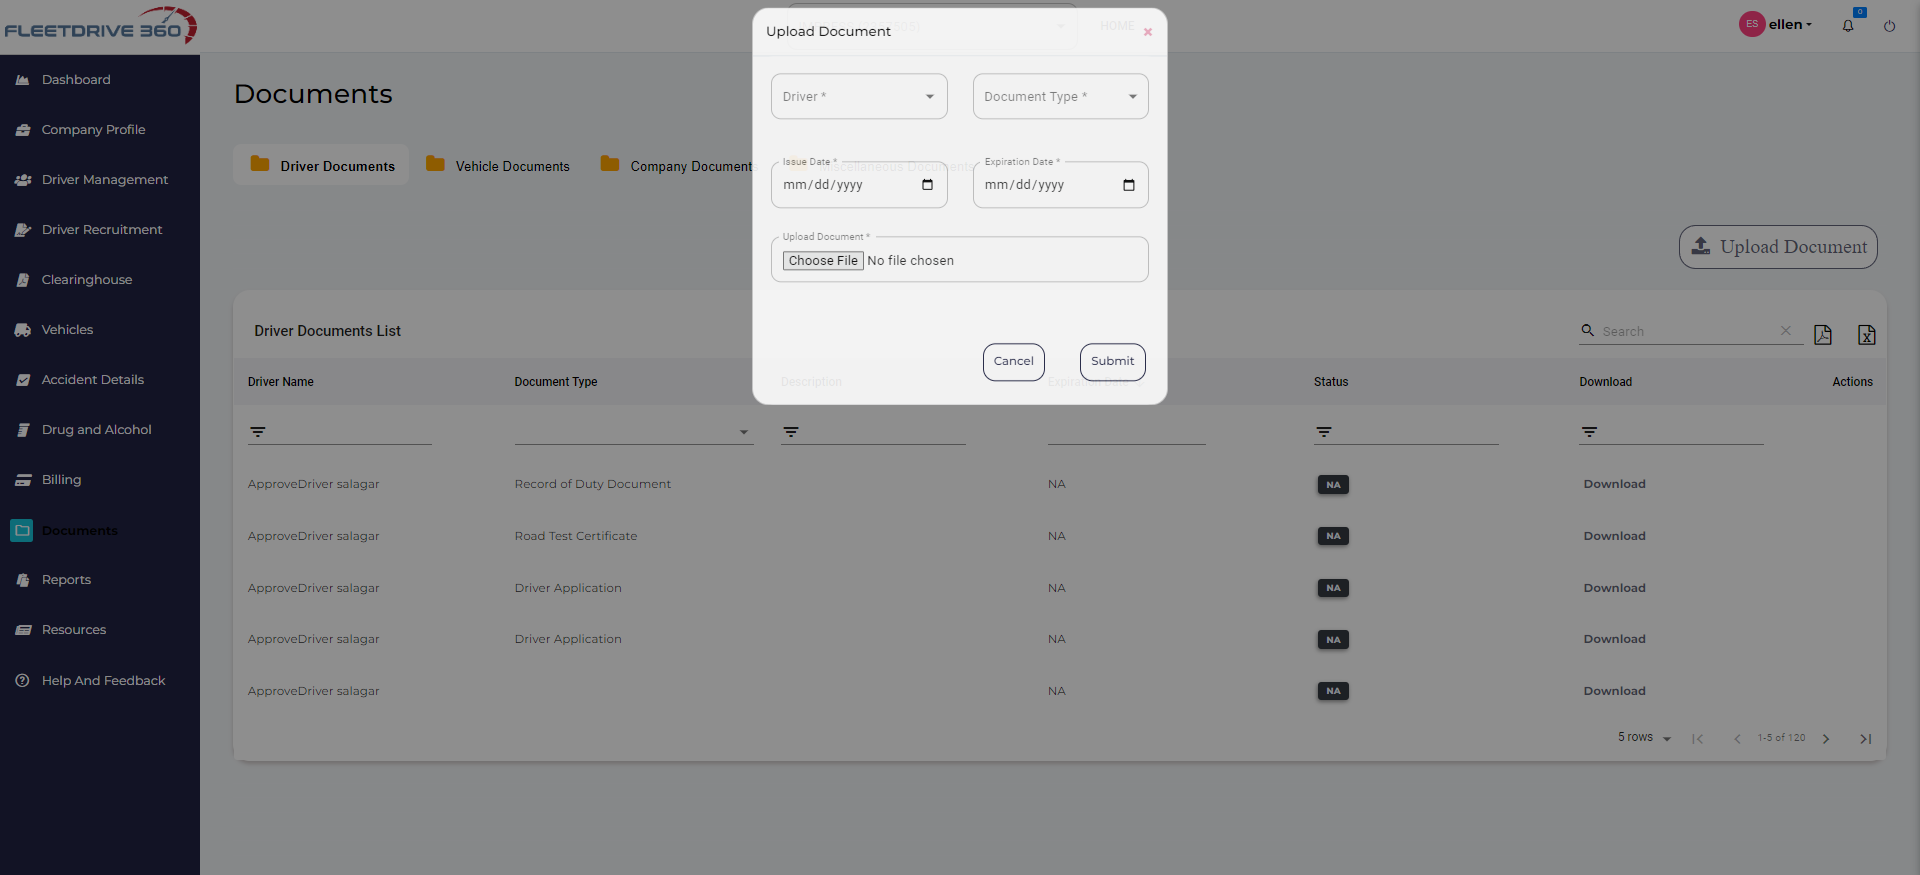 FLEETDRIVE 360
HOME
ES ellen
0
Upload Document
Dashboard
Company Profile
Driver Management
Driver Recruitment
Clearinghouse
Vehicles
Accident Details
Drug and Alcohol
Billing
Documents
Reports
Resources
Help And Feedback
Documents
Driver Documents
Vehicle Documents
Company Documents
Miscellaneous Documents
Driver *
Document Type *
Issue Date *
mm/dd/yyyy
Expiration Date *
mm/dd/yyyy
Upload Document *
Choose File No file chosen
Cancel
Submit
Upload Document
Driver Documents List
Search
Driver Name Document Type Description Expiration Date Status Download Actions
ApproveDriver salagar Record of Duty Document NA NA Download
ApproveDriver salagar Road Test Certificate NA NA Download
ApproveDriver salagar Driver Application NA NA Download
ApproveDriver salagar Driver Application NA NA Download
ApproveDriver salagar NA NA Download
5 rows 1-5 of 120